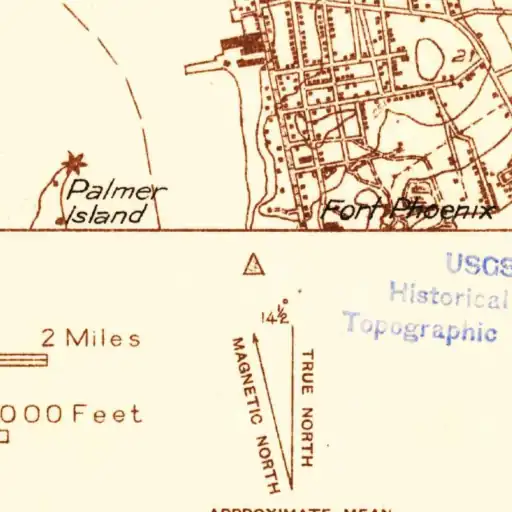 21
Palmer
Island
Fort Phoenix
USGS
Historical
Topographic
14½°
2 Miles
MAGNETIC NORTH
TRUE NORTH
000 Feet
APPROXIMATE MEAN